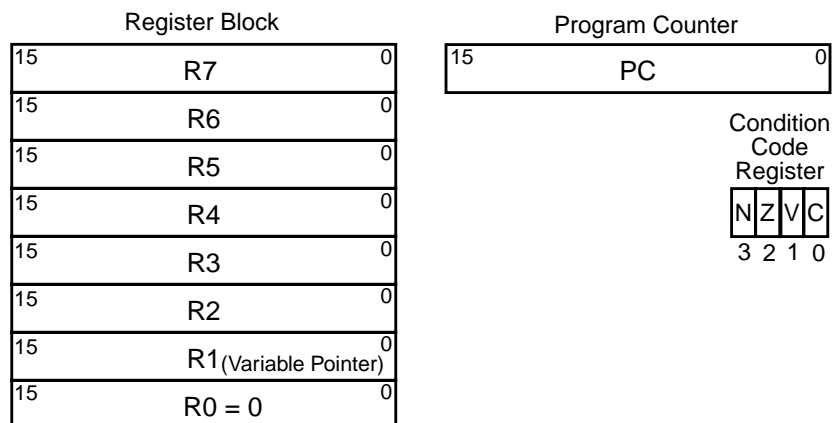 Register Block
15 R7 0
15 R6 0
15 R5 0
15 R4 0
15 R3 0
15 R2 0
15 R1(Variable Pointer) 0
15 R0 = 0 0
Program Counter
15 PC 0
Condition
Code
Register
N Z V C
3 2 1 0